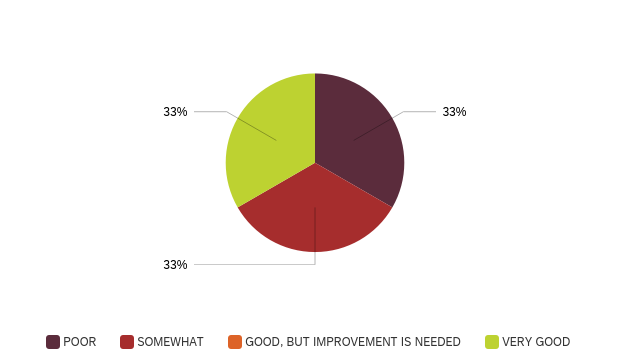 33%
33%
33%
POOR
SOMEWHAT
GOOD, BUT IMPROVEMENT IS NEEDED
VERY GOOD